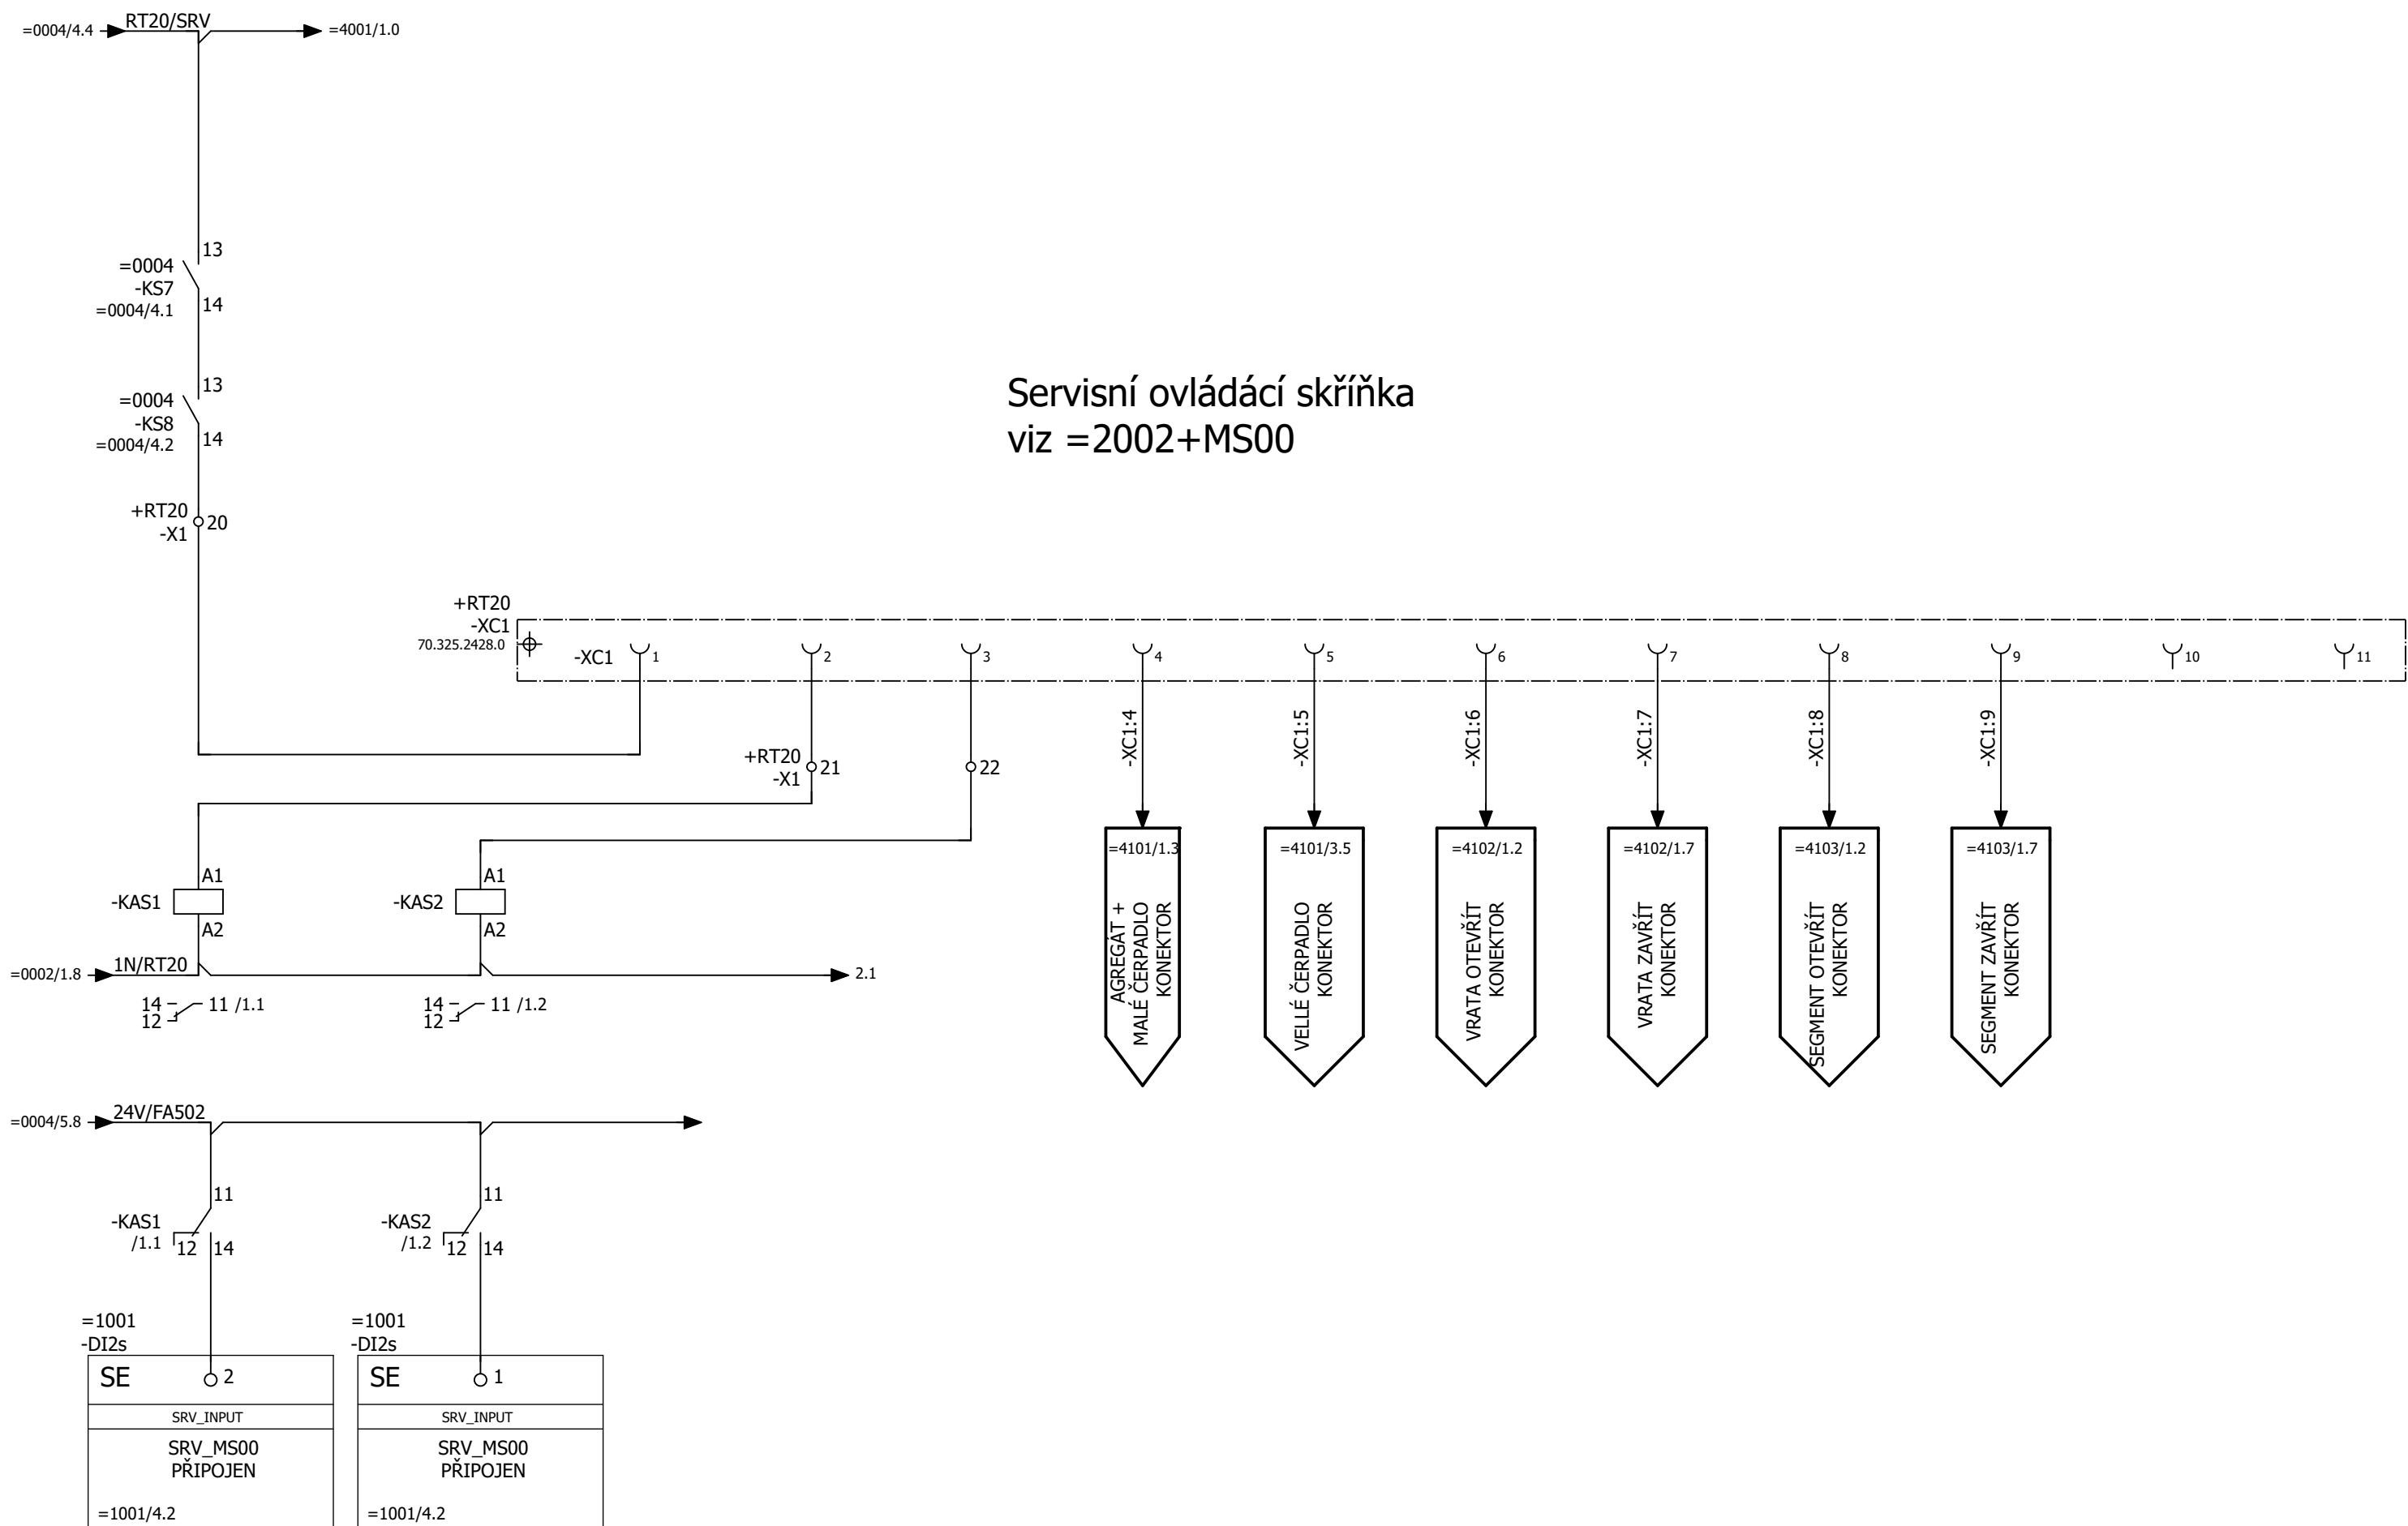 RT20/SRV
=0004/4.4
=4001/1.0
13
=0004
-KS7
14
=0004/4.1
13
=0004
-KS8
14
=0004/4.2
Servisní ovládácí skříňka
viz =2002+MS00
+RT20
20
-X1
+RT20
-XC1
70.325.2428.0
-XC1
1
2
3
4
5
6
7
8
9
10
11
-XC1:4
-XC1:5
-XC1:6
-XC1:7
-XC1:8
-XC1:9
+RT20
-X1
21
22
=4101/1.3
AGREGÁT +
MALÉ ČERPADLO
KONEKTOR
=4101/3.5
VELLÉ ČERPADLO
KONEKTOR
=4102/1.2
VRATA OTEVŘÍT
KONEKTOR
=4102/1.7
VRATA ZAVŘÍT
KONEKTOR
=4103/1.2
SEGMENT OTEVŘÍT
KONEKTOR
=4103/1.7
SEGMENT ZAVŘÍT
KONEKTOR
A1
-KAS1
A2
A1
-KAS2
A2
1N/RT20
=0002/1.8
2.1
14
11 /1.1
12
14
11 /1.2
12
24V/FA502
=0004/5.8
11
-KAS1
/1.1
12
14
11
-KAS2
/1.2
12
14
=1001
-DI2s
SE
2
SRV_INPUT
SRV_MS00
PŘIPOJEN
=1001/4.2
=1001
-DI2s
SE
1
SRV_INPUT
SRV_MS00
PŘIPOJEN
=1001/4.2